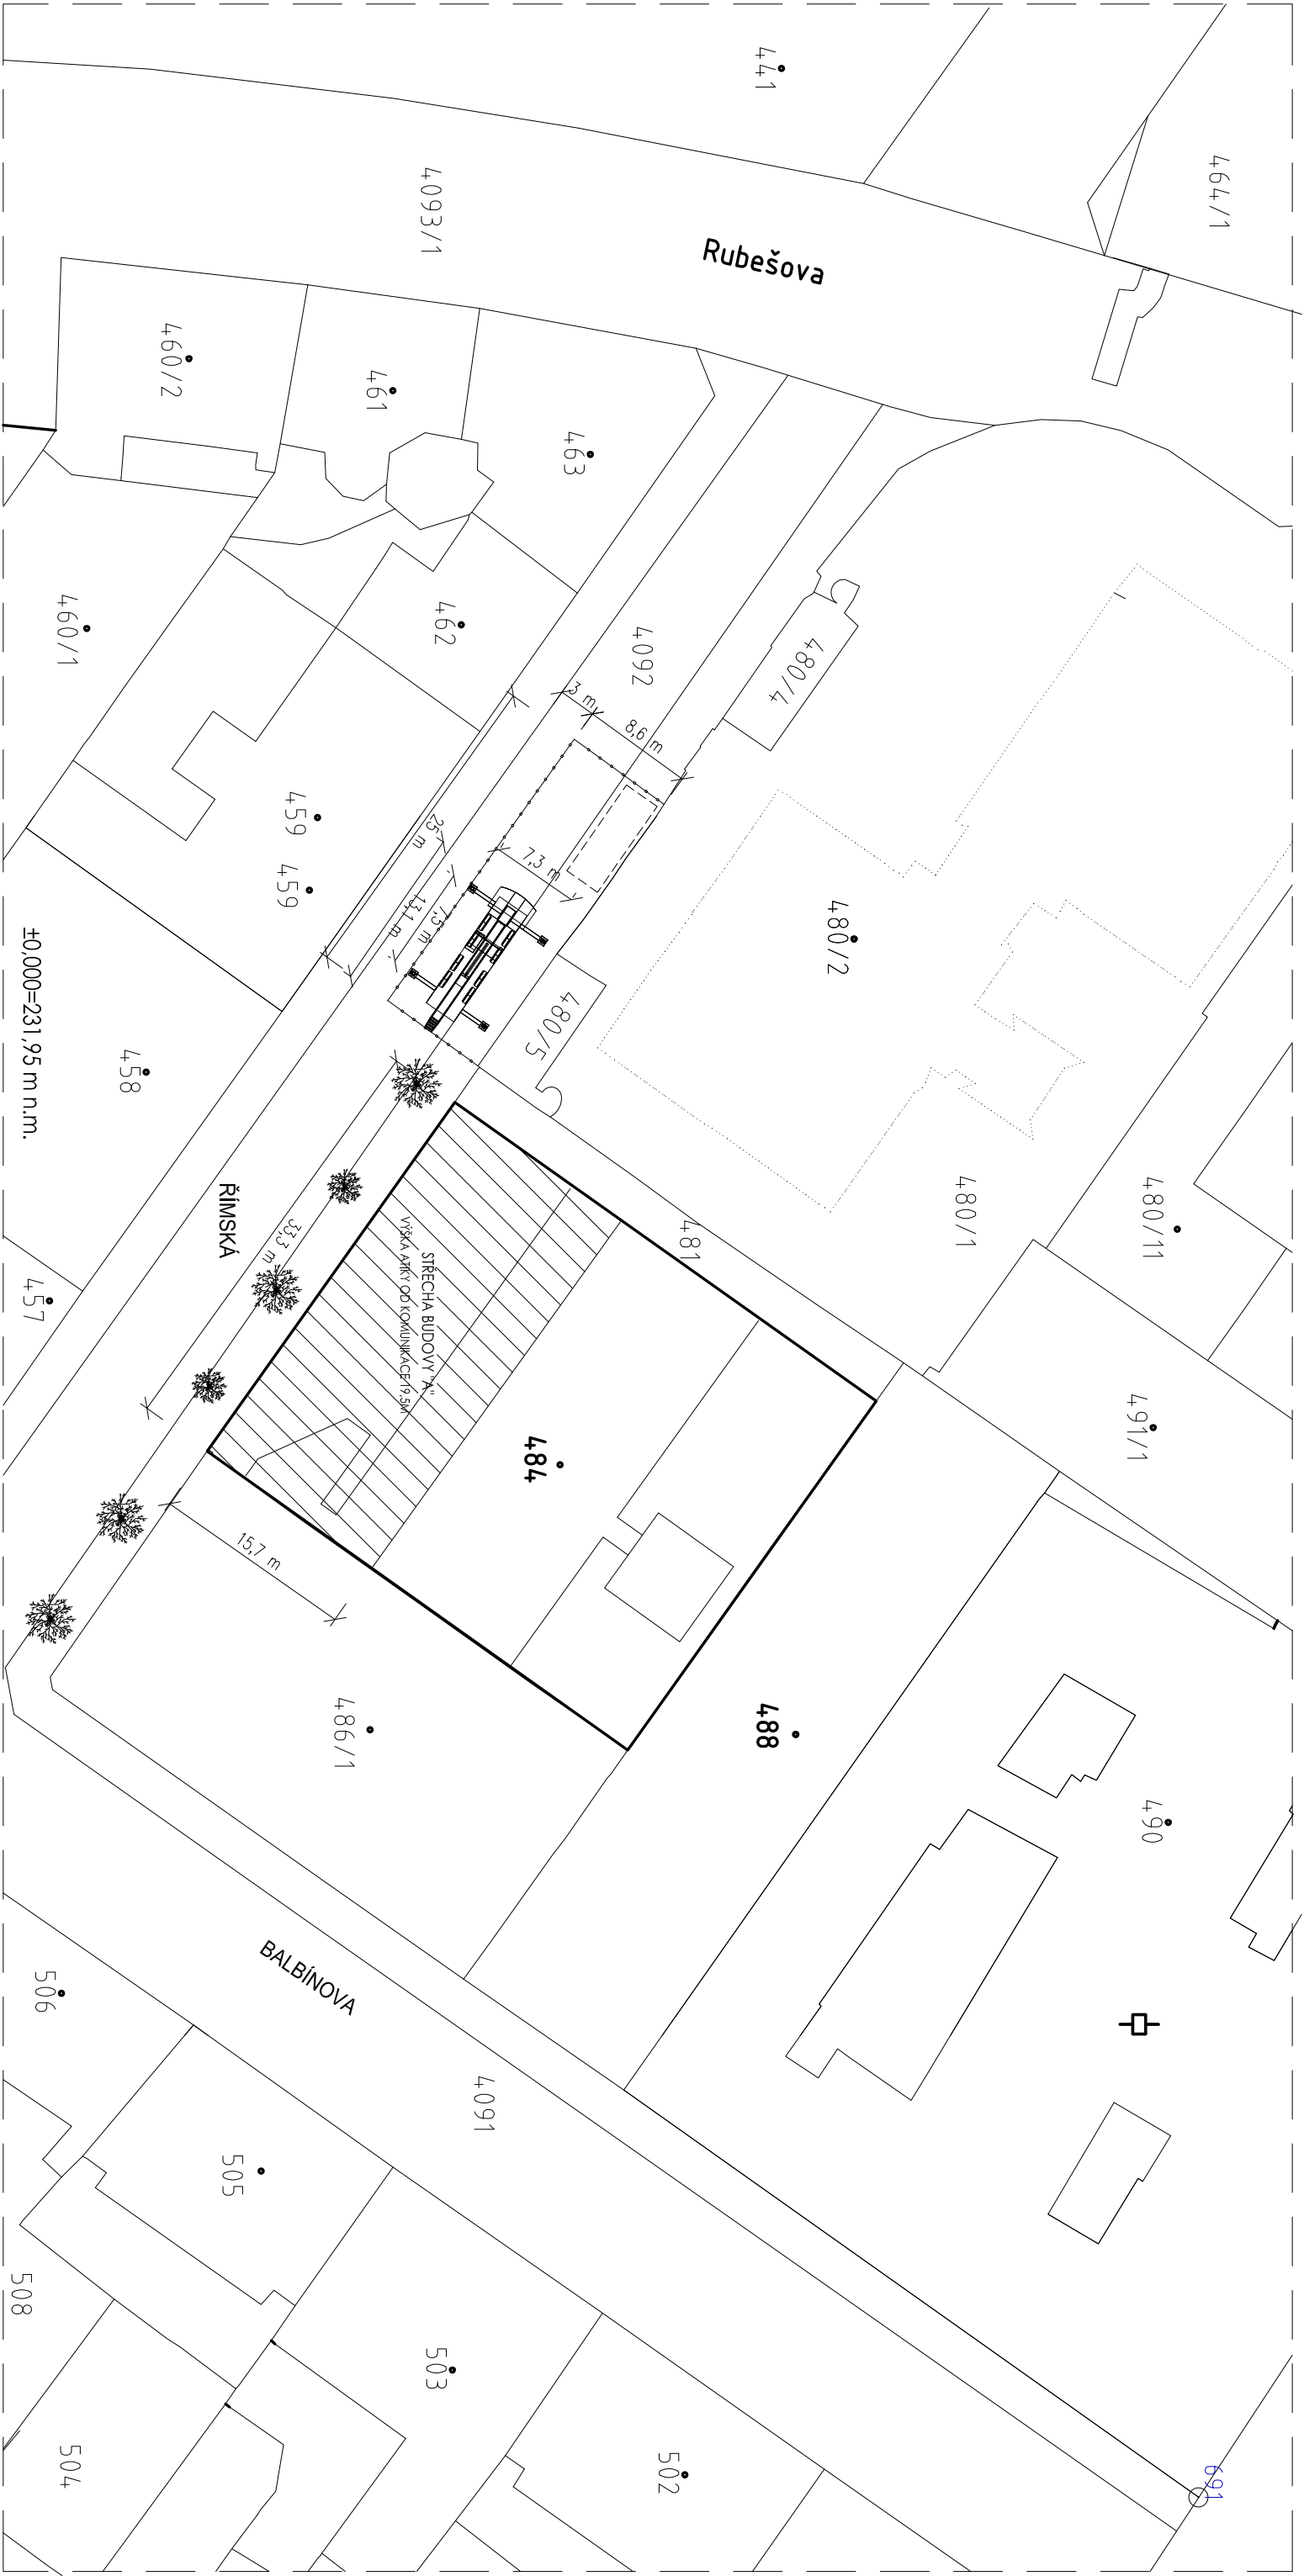 464/1
441
4093/1
Rubešova
460/2
461
463
460/1
462
4092
480/4
3 m
8,6 m
459
459
25 m
7,3 m
13,1 m
7,5 m
480/2
480/5
±0,000=231,95 m n.m.
458
ŘÍMSKÁ
457
33,3 m
481
480/1
480/11
STŘECHA BUDOVY "A"
VÝŠKA ATIKY OD KOMUNIKACE 19,5M
484
491/1
15,7 m
486/1
488
490
BALBÍNOVA
506
4091
505
508
503
504
502
691